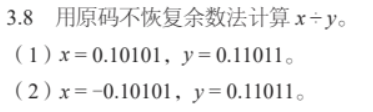 3.8 用原码不恢复余数法计算 x÷y。
（1）x = 0.10101，y = 0.11011。
（2）x = -0.10101，y = 0.11011。